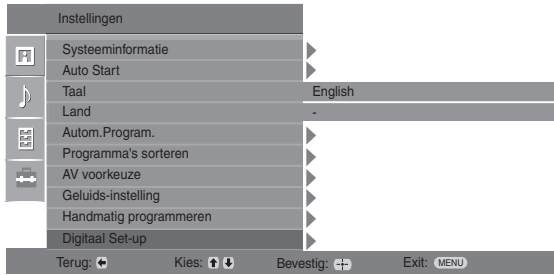 Instellingen
Systeeminformatie
Auto Start
Taal English
Land -
Autom.Program.
Programma's sorteren
AV voorkeuze
Geluids-instelling
Handmatig programmeren
Digitaal Set-up
Terug: Kies: Bevestig: Exit: MENU